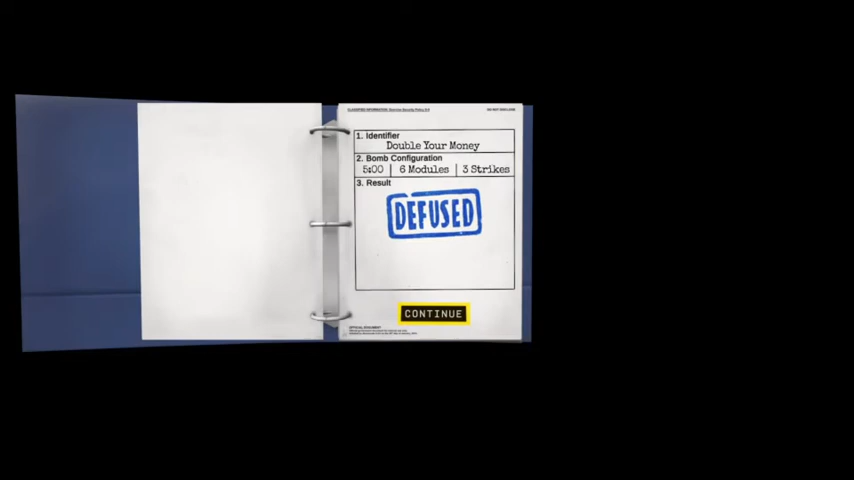 1. Identifier
Double Your Money
2. Bomb Configuration
5:00 | 6 Modules | 3 Strikes
3. Result
DEFUSED
CONTINUE